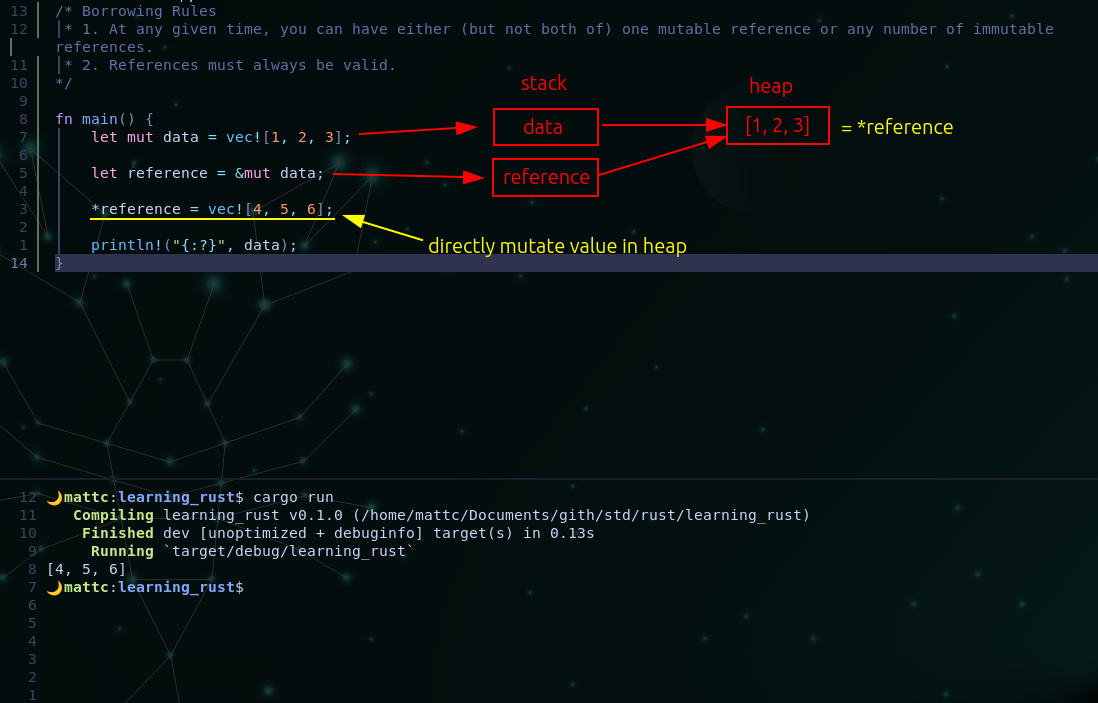 13 /* Borrowing Rules
12 |* 1. At any given time, you can have either (but not both of) one mutable reference or any number of immutable
references.
11 |* 2. References must always be valid.
10 */
9
8 fn main() {
7 let mut data = vec![1, 2, 3];
6
5 let reference = &mut data;
4
3 *reference = vec![4, 5, 6];
2
1 println!("{:?}", data);
14 }
stack
heap
data
[1, 2, 3]
= *reference
reference
directly mutate value in heap
12 🌙mattc:learning_rust$ cargo run
11 Compiling learning_rust v0.1.0 (/home/mattc/Documents/gith/std/rust/learning_rust)
10 Finished dev [unoptimized + debuginfo] target(s) in 0.13s
9 Running `target/debug/learning_rust`
8 [4, 5, 6]
7 🌙mattc:learning_rust$
6
5
4
3
2
1